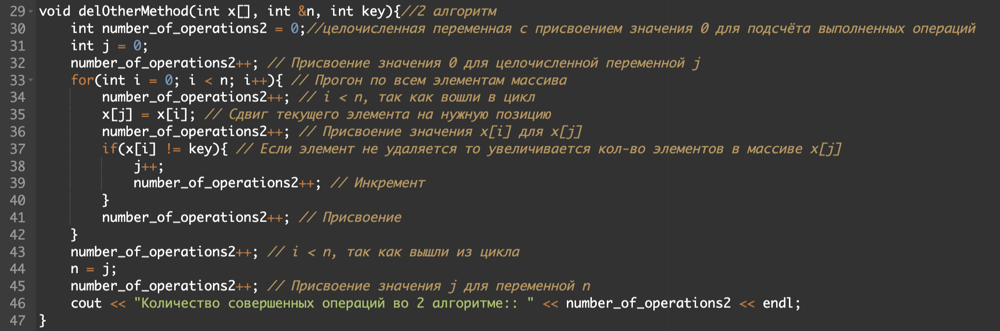 29 void delOtherMethod(int x[], int &n, int key){//2 алгоритм
30     int number_of_operations2 = 0;//целочисленная переменная с присвоением значения 0 для подсчёта выполненных операций
31     int j = 0;
32     number_of_operations2++; // Присвоение значения 0 для целочисленной переменной j
33     for(int i = 0; i < n; i++){ // Прогон по всем элементам массива
34         number_of_operations2++; // i < n, так как вошли в цикл
35         x[j] = x[i]; // Сдвиг текущего элемента на нужную позицию
36         number_of_operations2++; // Присвоение значения x[i] для x[j]
37         if(x[i] != key){ // Если элемент не удаляется то увеличивается кол-во элементов в массиве x[j]
38             j++;
39             number_of_operations2++; // Инкремент
40         }
41         number_of_operations2++; // Присвоение
42     }
43     number_of_operations2++; // i < n, так как вышли из цикла
44     n = j;
45     number_of_operations2++; // Присвоение значения j для переменной n
46     cout << "Количество совершенных операций во 2 алгоритме:: " << number_of_operations2 << endl;
47 }